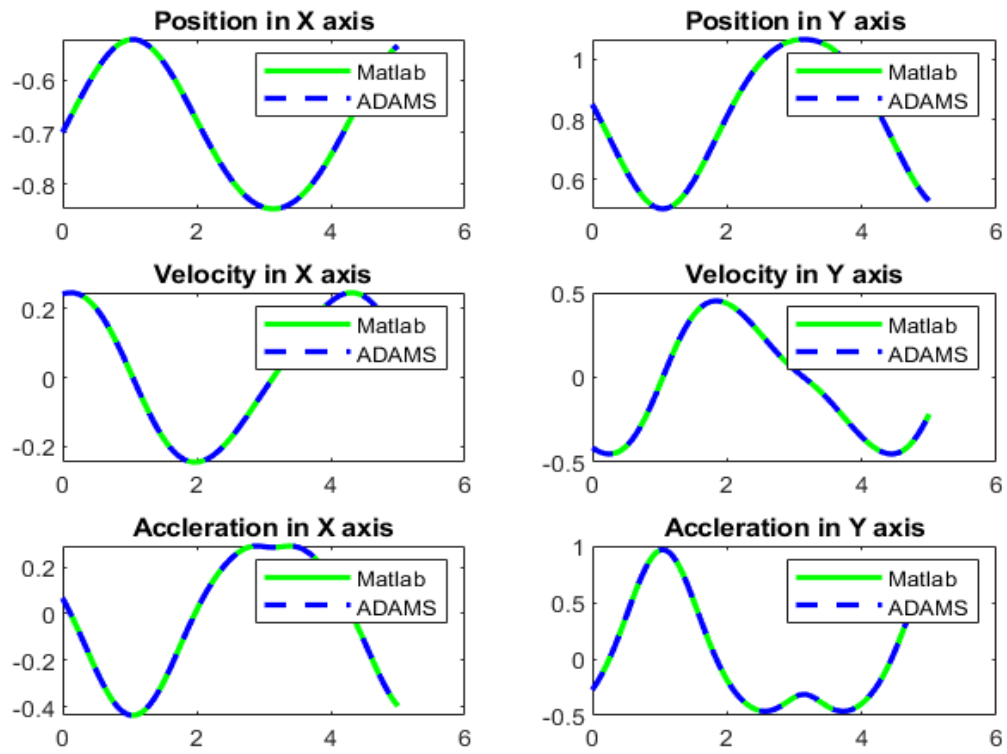 Position in X axis
-0.6
-0.7
-0.8
0 2 4 6
Matlab
ADAMS
Position in Y axis
1
0.8
0.6
0 2 4 6
Matlab
ADAMS
Velocity in X axis
0.2
0
-0.2
0 2 4 6
Matlab
ADAMS
Velocity in Y axis
0.5
0
-0.5
0 2 4 6
Matlab
ADAMS
Accleration in X axis
0.2
0
-0.2
-0.4
0 2 4 6
Matlab
ADAMS
Accleration in Y axis
1
0.5
0
-0.5
0 2 4 6
Matlab
ADAMS